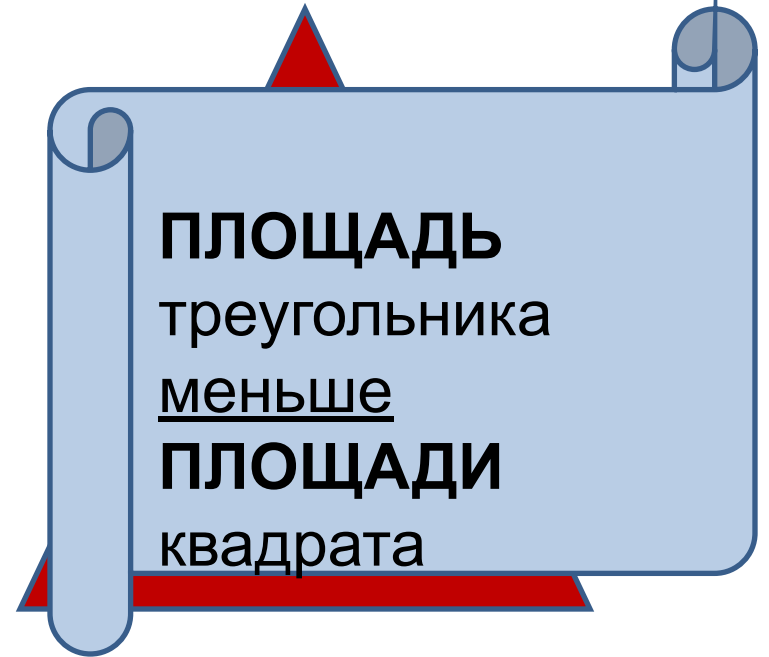 ПЛОЩАДЬ
треугольника
меньше
ПЛОЩАДИ
квадрата